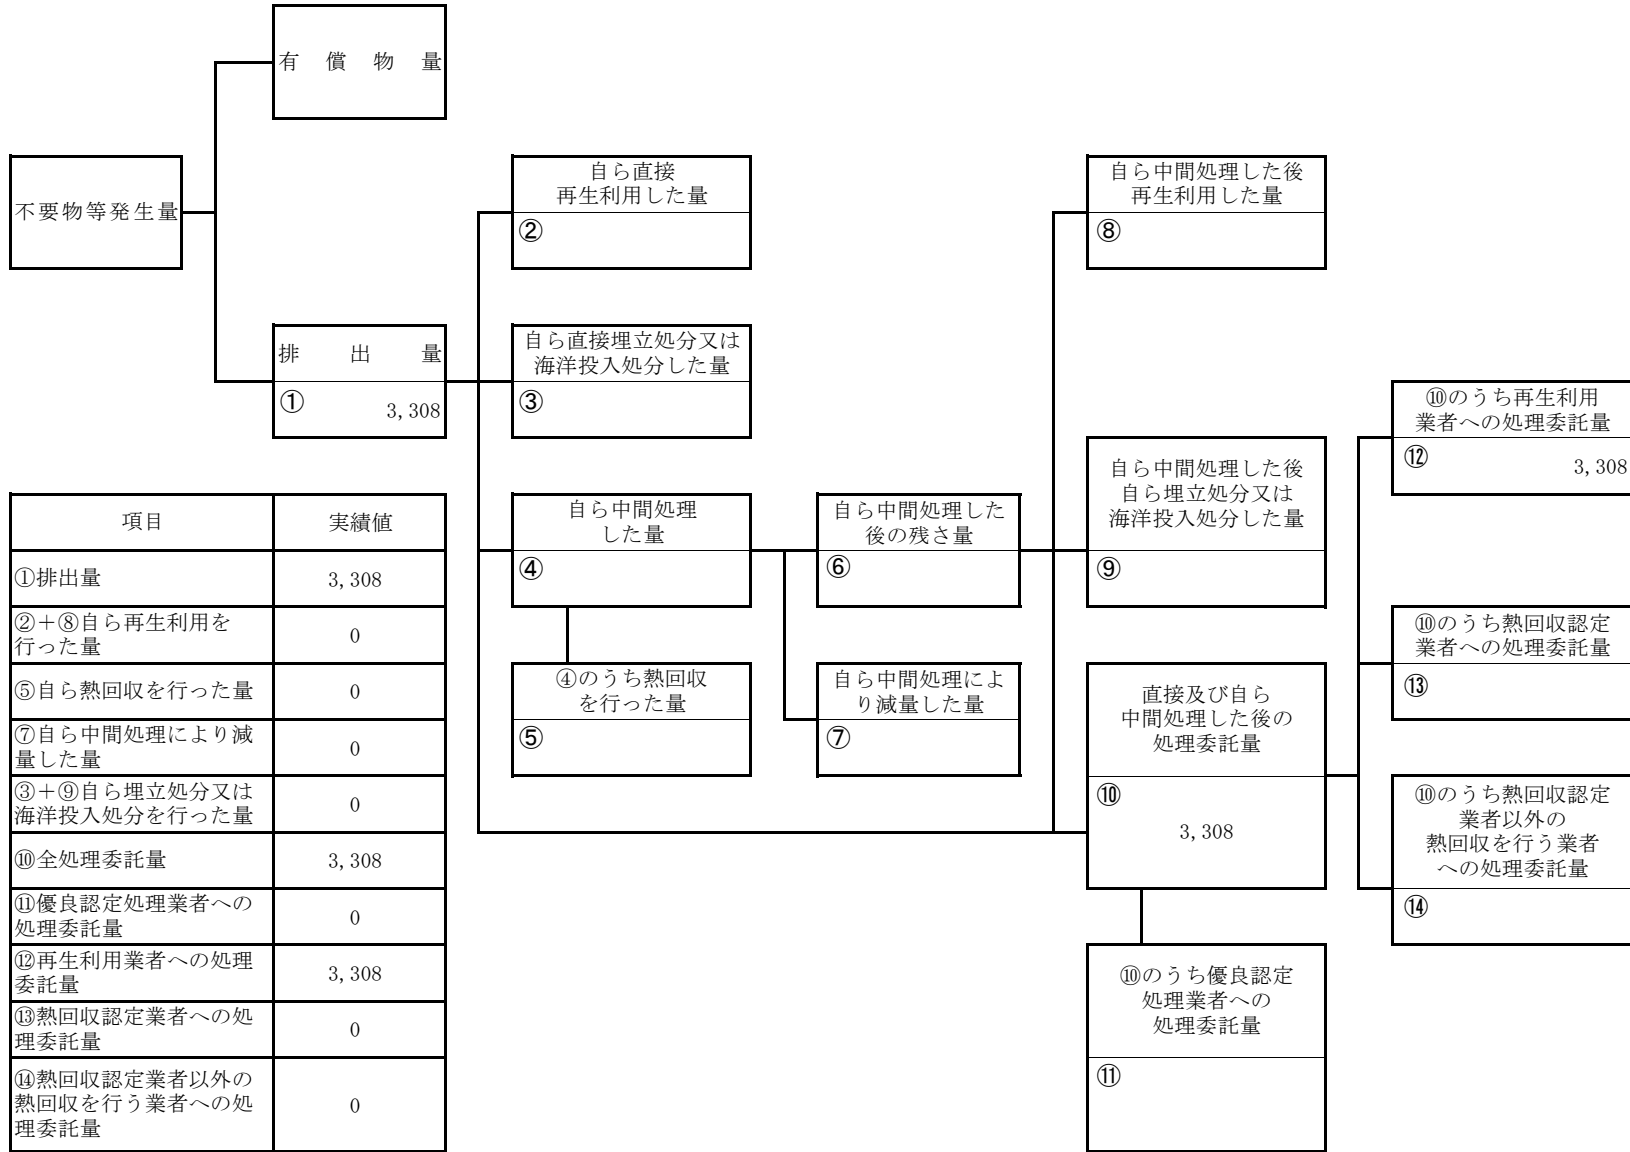 有償物量
不要物等発生量
自ら直接
再生利用した量
②
自ら中間処理した後
再生利用した量
⑧
排出量
①
3,308
自ら直接埋立処分又は
海洋投入処分した量
③
⑩のうち再生利用
業者への処理委託量
⑫
3,308
自ら中間処理した後
自ら埋立処分又は
海洋投入処分した量
⑨
自ら中間処理
した量
④
自ら中間処理した
後の残さ量
⑥
⑩のうち熱回収認定
業者への処理委託量
⑬
④のうち熱回収
を行った量
⑤
自ら中間処理によ
り減量した量
⑦
直接及び自ら
中間処理した後の
処理委託量
⑩
3,308
⑩のうち熱回収認定
業者以外の
熱回収を行う業者
への処理委託量
⑭
⑩のうち優良認定
処理業者への
処理委託量
⑪
項目 実績値
①排出量 3,308
②＋⑧自ら再生利用を
行った量 0
⑤自ら熱回収を行った量 0
⑦自ら中間処理により減
量した量 0
③＋⑨自ら埋立処分又は
海洋投入処分を行った量 0
⑩全処理委託量 3,308
⑪優良認定処理業者への
処理委託量 0
⑫再生利用業者への処理
委託量 3,308
⑬熱回収認定業者への処
理委託量 0
⑭熱回収認定業者以外の
熱回収を行う業者への処
理委託量 0